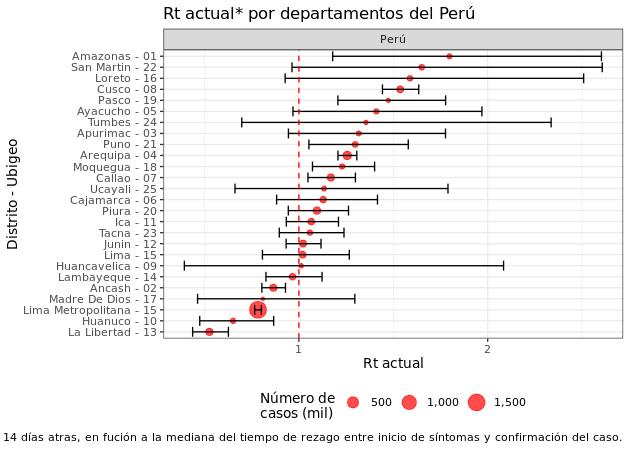 Rt actual* por departamentos del Perú
Perú
Distrito - Ubigeo
Amazonas - 01
San Martin - 22
Loreto - 16
Cusco - 08
Pasco - 19
Ayacucho - 05
Tumbes - 24
Apurimac - 03
Puno - 21
Arequipa - 04
Moquegua - 18
Callao - 07
Ucayali - 25
Cajamarca - 06
Piura - 20
Ica - 11
Tacna - 23
Junin - 12
Lima - 15
Huancavelica - 09
Lambayeque - 14
Ancash - 02
Madre De Dios - 17
Lima Metropolitana - 15
Huanuco - 10
La Libertad - 13
1 2
Rt actual
Número de
casos (mil)
500 1,000 1,500
14 días atras, en fución a la mediana del tiempo de rezago entre inicio de síntomas y confirmación del caso.